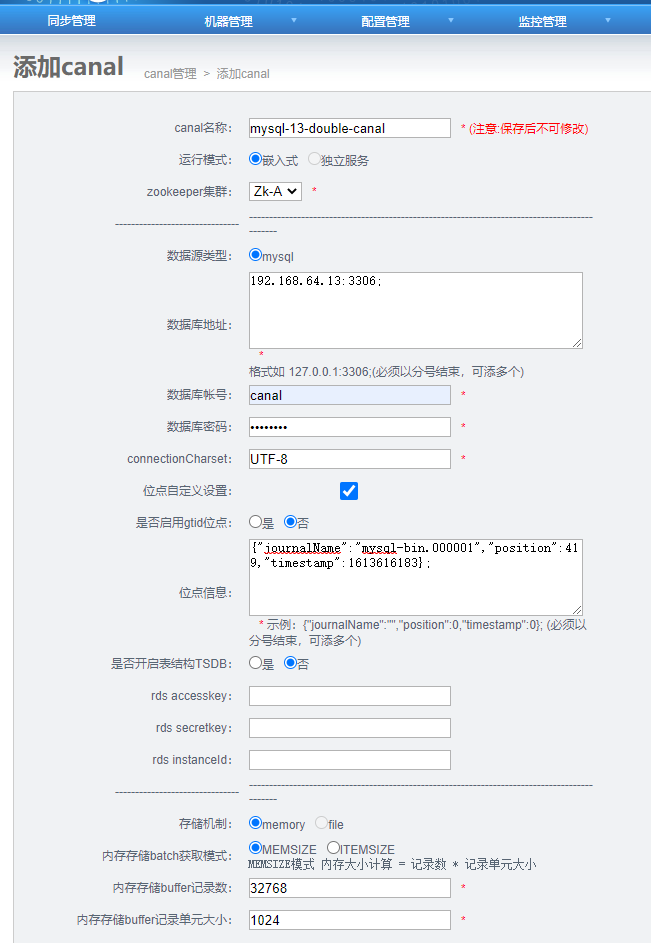 同步管理 机器管理 配置管理 监控管理
添加canal canal管理 > 添加canal
canal名称: mysql-13-double-canal * (注意:保存后不可修改)
运行模式: 嵌入式 独立服务
zookeeper集群: Zk-A *
数据源类型: mysql
数据库地址: 192.168.64.13:3306;
*
格式如 127.0.0.1:3306;(必须以分号结束，可添多个)
数据库帐号: canal *
数据库密码: •••••••• *
connectionCharset: UTF-8 *
位点自定义设置:
是否启用gtid位点: 是 否
位点信息: {"journalName":"mysql-bin.000001","position":41
9,"timestamp":1613616183};
* 示例：{"journalName":"","position":0,"timestamp":0}; (必须以
分号结束，可添多个)
是否开启表结构TSDB: 是 否
rds accesskey:
rds secretkey:
rds instanceId:
存储机制: memory file
内存存储batch获取模式: MEMSIZE ITEMSIZE
MEMSIZE模式 内存大小计算 = 记录数 * 记录单元大小
内存存储buffer记录数: 32768 *
内存存储buffer记录单元大小: 1024 *